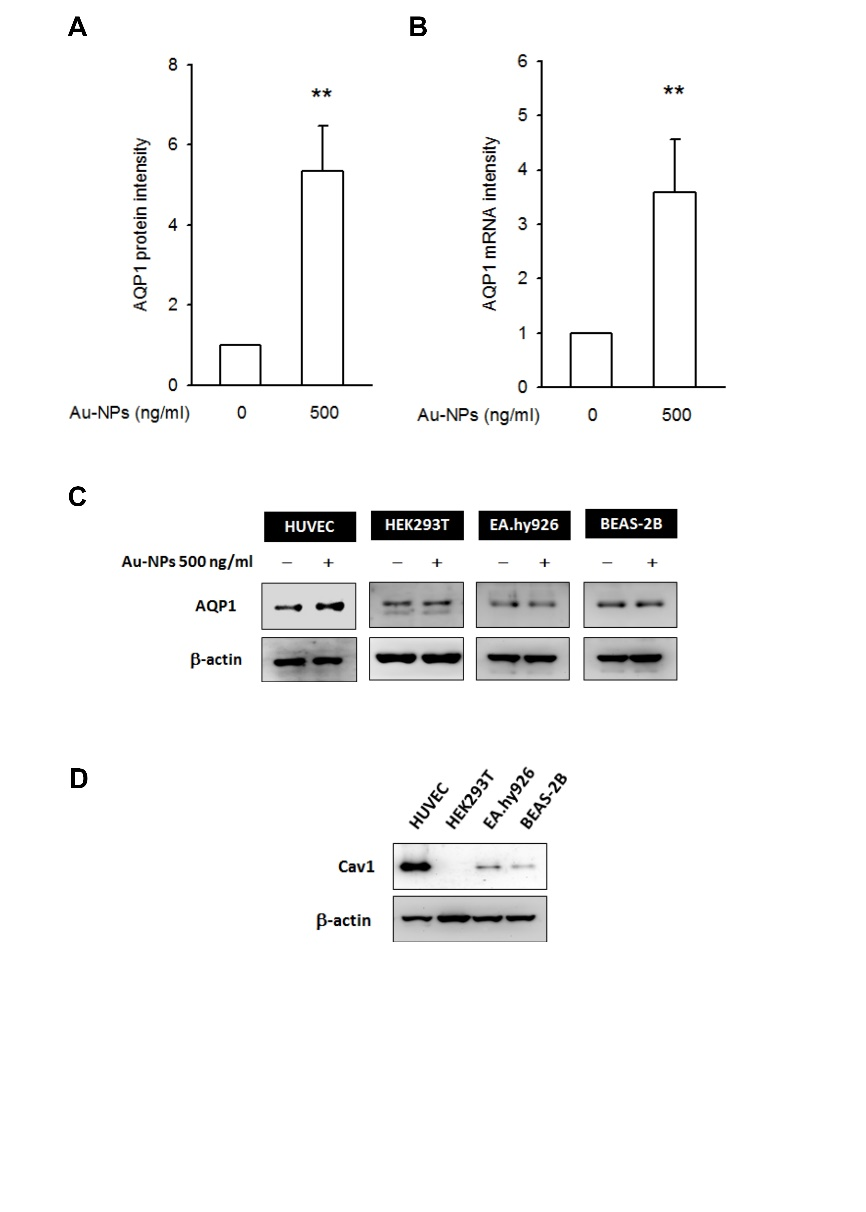 A
B
8
6
4
2
0
AQP1 protein intensity
**
Au-NPs (ng/ml) 0 500
6
5
4
3
2
1
0
AQP1 mRNA intensity
**
Au-NPs (ng/ml) 0 500
C
HUVEC HEK293T EA.hy926 BEAS-2B
Au-NPs 500 ng/ml − + − + − + − +
AQP1
β-actin
D
HUVEC HEK293T EA.hy926 BEAS-2B
Cav1
β-actin